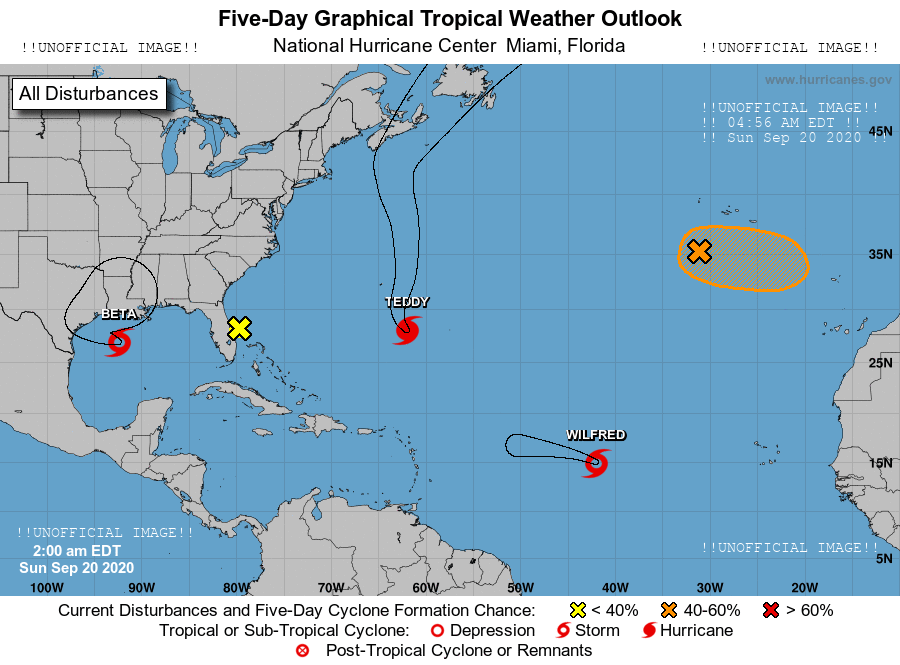 Five-Day Graphical Tropical Weather Outlook
!!UNOFFICIAL IMAGE!!
National Hurricane Center  Miami, Florida
!!UNOFFICIAL IMAGE!!
All Disturbances
www.hurricanes.gov
!!UNOFFICIAL IMAGE!!
!! 04:56 AM EDT !!
!! Sun Sep 20 2020 !!
45N
35N
TEDDY
BETA
25N
WILFRED
15N
!!UNOFFICIAL IMAGE!!
2:00 am EDT
Sun Sep 20 2020
!!UNOFFICIAL IMAGE!!
5N
100W 90W 80W 70W 60W 50W 40W 30W 20W
Current Disturbances and Five-Day Cyclone Formation Chance: < 40% 40-60% > 60%
Tropical or Sub-Tropical Cyclone: Depression Storm Hurricane
Post-Tropical Cyclone or Remnants